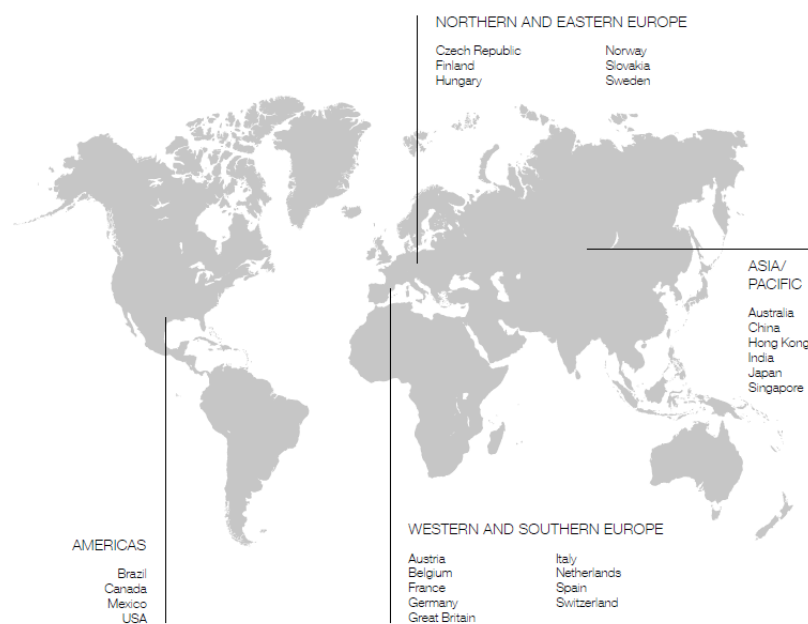 NORTHERN AND EASTERN EUROPE
Czech Republic
Finland
Hungary
Norway
Slovakia
Sweden
ASIA/
PACIFIC
Australia
China
Hong Kong
India
Japan
Singapore
AMERICAS
Brazil
Canada
Mexico
USA
WESTERN AND SOUTHERN EUROPE
Austria
Belgium
France
Germany
Great Britain
Italy
Netherlands
Spain
Switzerland